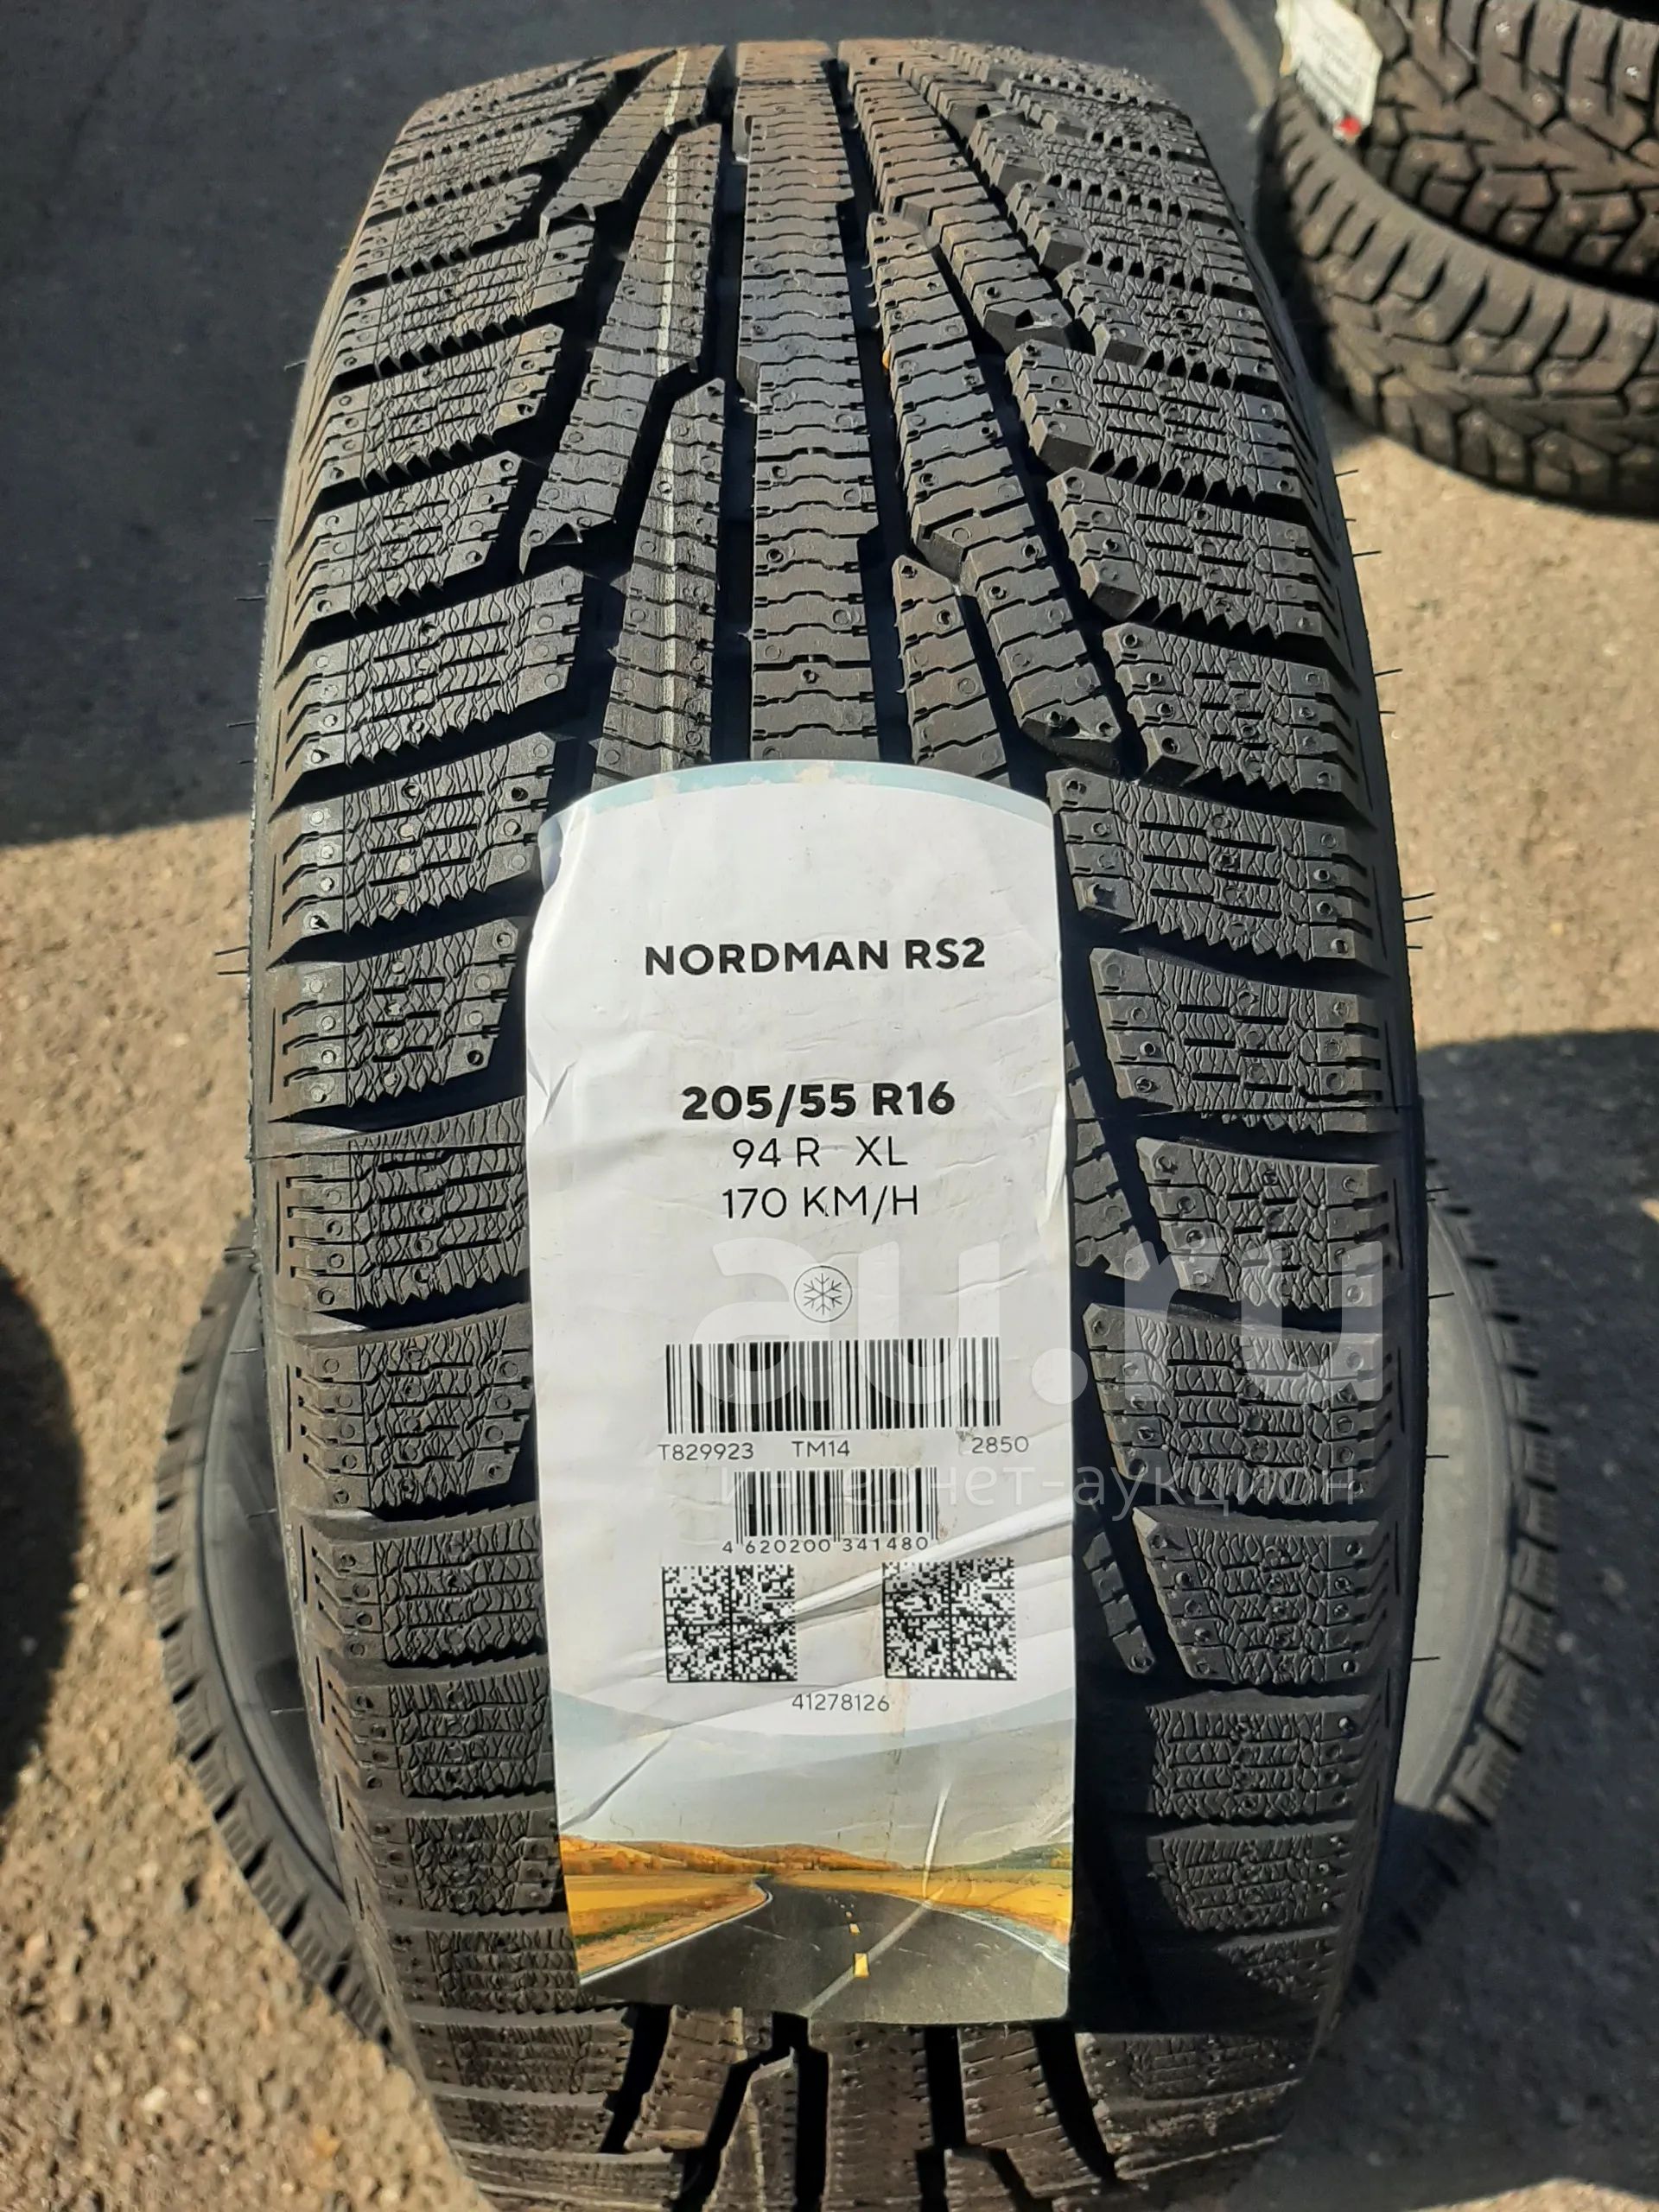 NORDMAN RS2
205/55 R16
94 R XL
170 KM/H
au.ru
T829923 TM14 2850
интернет-аукцион
4 620200 341480
41278126